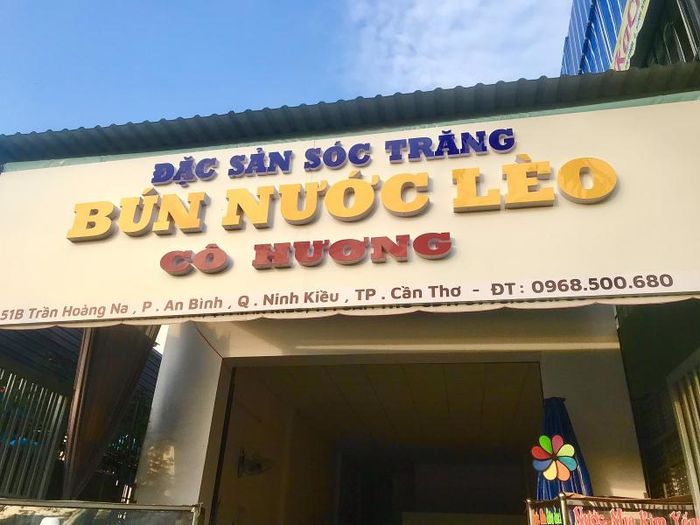 ĐẶC SẢN SÓC TRĂNG
BÚN NƯỚC LÈO
CÔ HƯƠNG
51B Trần Hoàng Na , P . An Bình , Q . Ninh Kiều , TP . Cần Thơ - ĐT : 0968.500.680